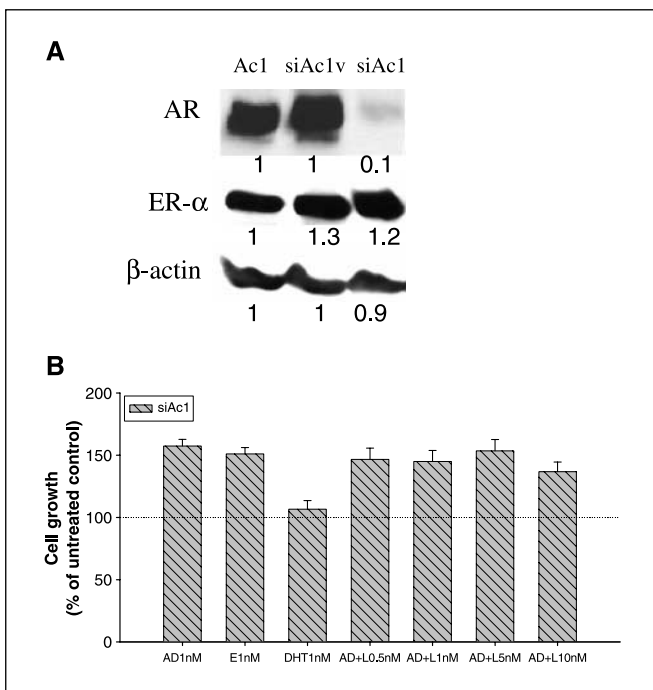 A
Ac1 siAc1v siAc1
AR
1 1 0.1
ER-α
1 1.3 1.2
β-actin
1 1 0.9
B
200
siAc1
150
100
50
0
Cell growth
(% of untreated control)
AD1nM E1nM DHT1nM AD+L0.5nM AD+L1nM AD+L5nM AD+L10nM